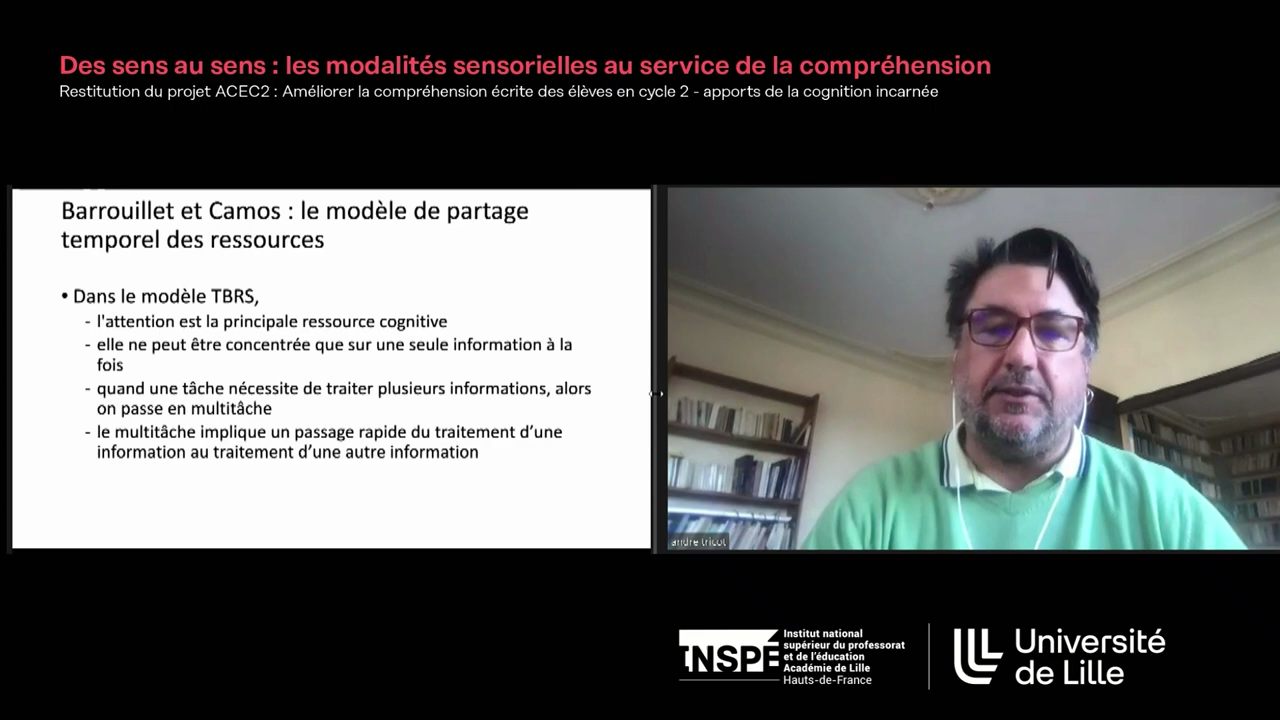 Des sens au sens : les modalités sensorielles au service de la compréhension
Restitution du projet ACEC2 : Améliorer la compréhension écrite des élèves en cycle 2 - apports de la cognition incarnée
Barrouillet et Camos : le modèle de partage
temporel des ressources
• Dans le modèle TBRS,
- l'attention est la principale ressource cognitive
- elle ne peut être concentrée que sur une seule information à la
fois
- quand une tâche nécessite de traiter plusieurs informations, alors
on passe en multitâche
- le multitâche implique un passage rapide du traitement d’une
information au traitement d’une autre information
andre tricot
INSPÉ
Institut national
supérieur du professorat
et de l'éducation
Académie de Lille
Hauts-de-France
Université
de Lille